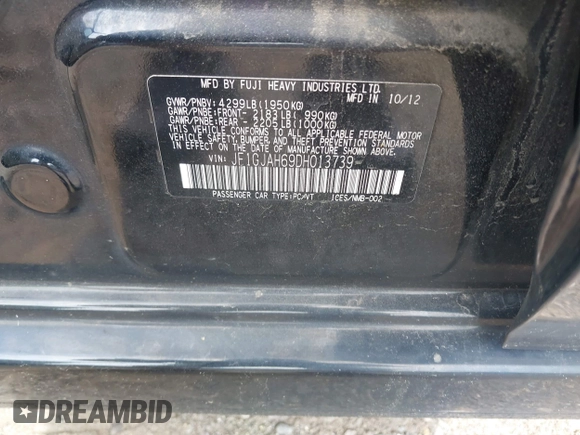 MFD BY FUJI HEAVY INDUSTRIES LTD.
GVWR/PNBV: 4299LB(1950KG) MFD IN 10/12
GAWR/PNBE:FRONT- 2183LB( 990KG)
GAWR/PNBE:REAR - 2205LB(1000KG)
THIS VEHICLE CONFORMS TO ALL APPLICABLE FEDERAL MOTOR
VEHICLE SAFETY, BUMPER AND THEFT PREVENTION STANDARDS
IN EFFECT ON THE DATE OF MANUFACTURE SHOWN ABOVE.
VIN: JF1GJAH69DH013739
PASSENGER CAR TYPE:PC/VT ICES/NMB-002
DREAMBID